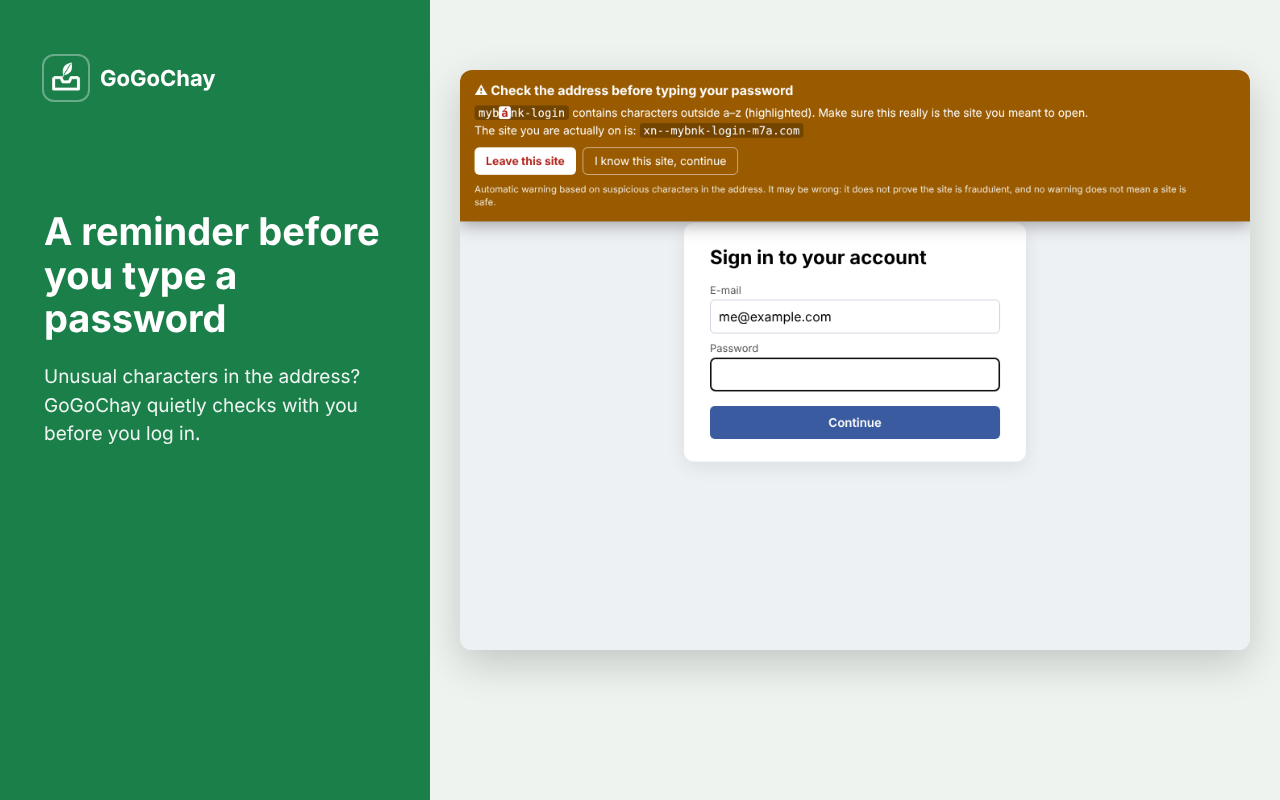 GoGoChay
A reminder before
you type a
password
Unusual characters in the address?
GoGoChay quietly checks with you
before you log in.
⚠ Check the address before typing your password
mybánk-login contains characters outside a–z (highlighted). Make sure this really is the site you meant to open.
The site you are actually on is: xn--mybnk-login-m7a.com
Leave this site
I know this site, continue
Automatic warning based on suspicious characters in the address. It may be wrong: it does not prove the site is fraudulent, and no warning does not mean a site is
safe.
Sign in to your account
E-mail
me@example.com
Password
Continue